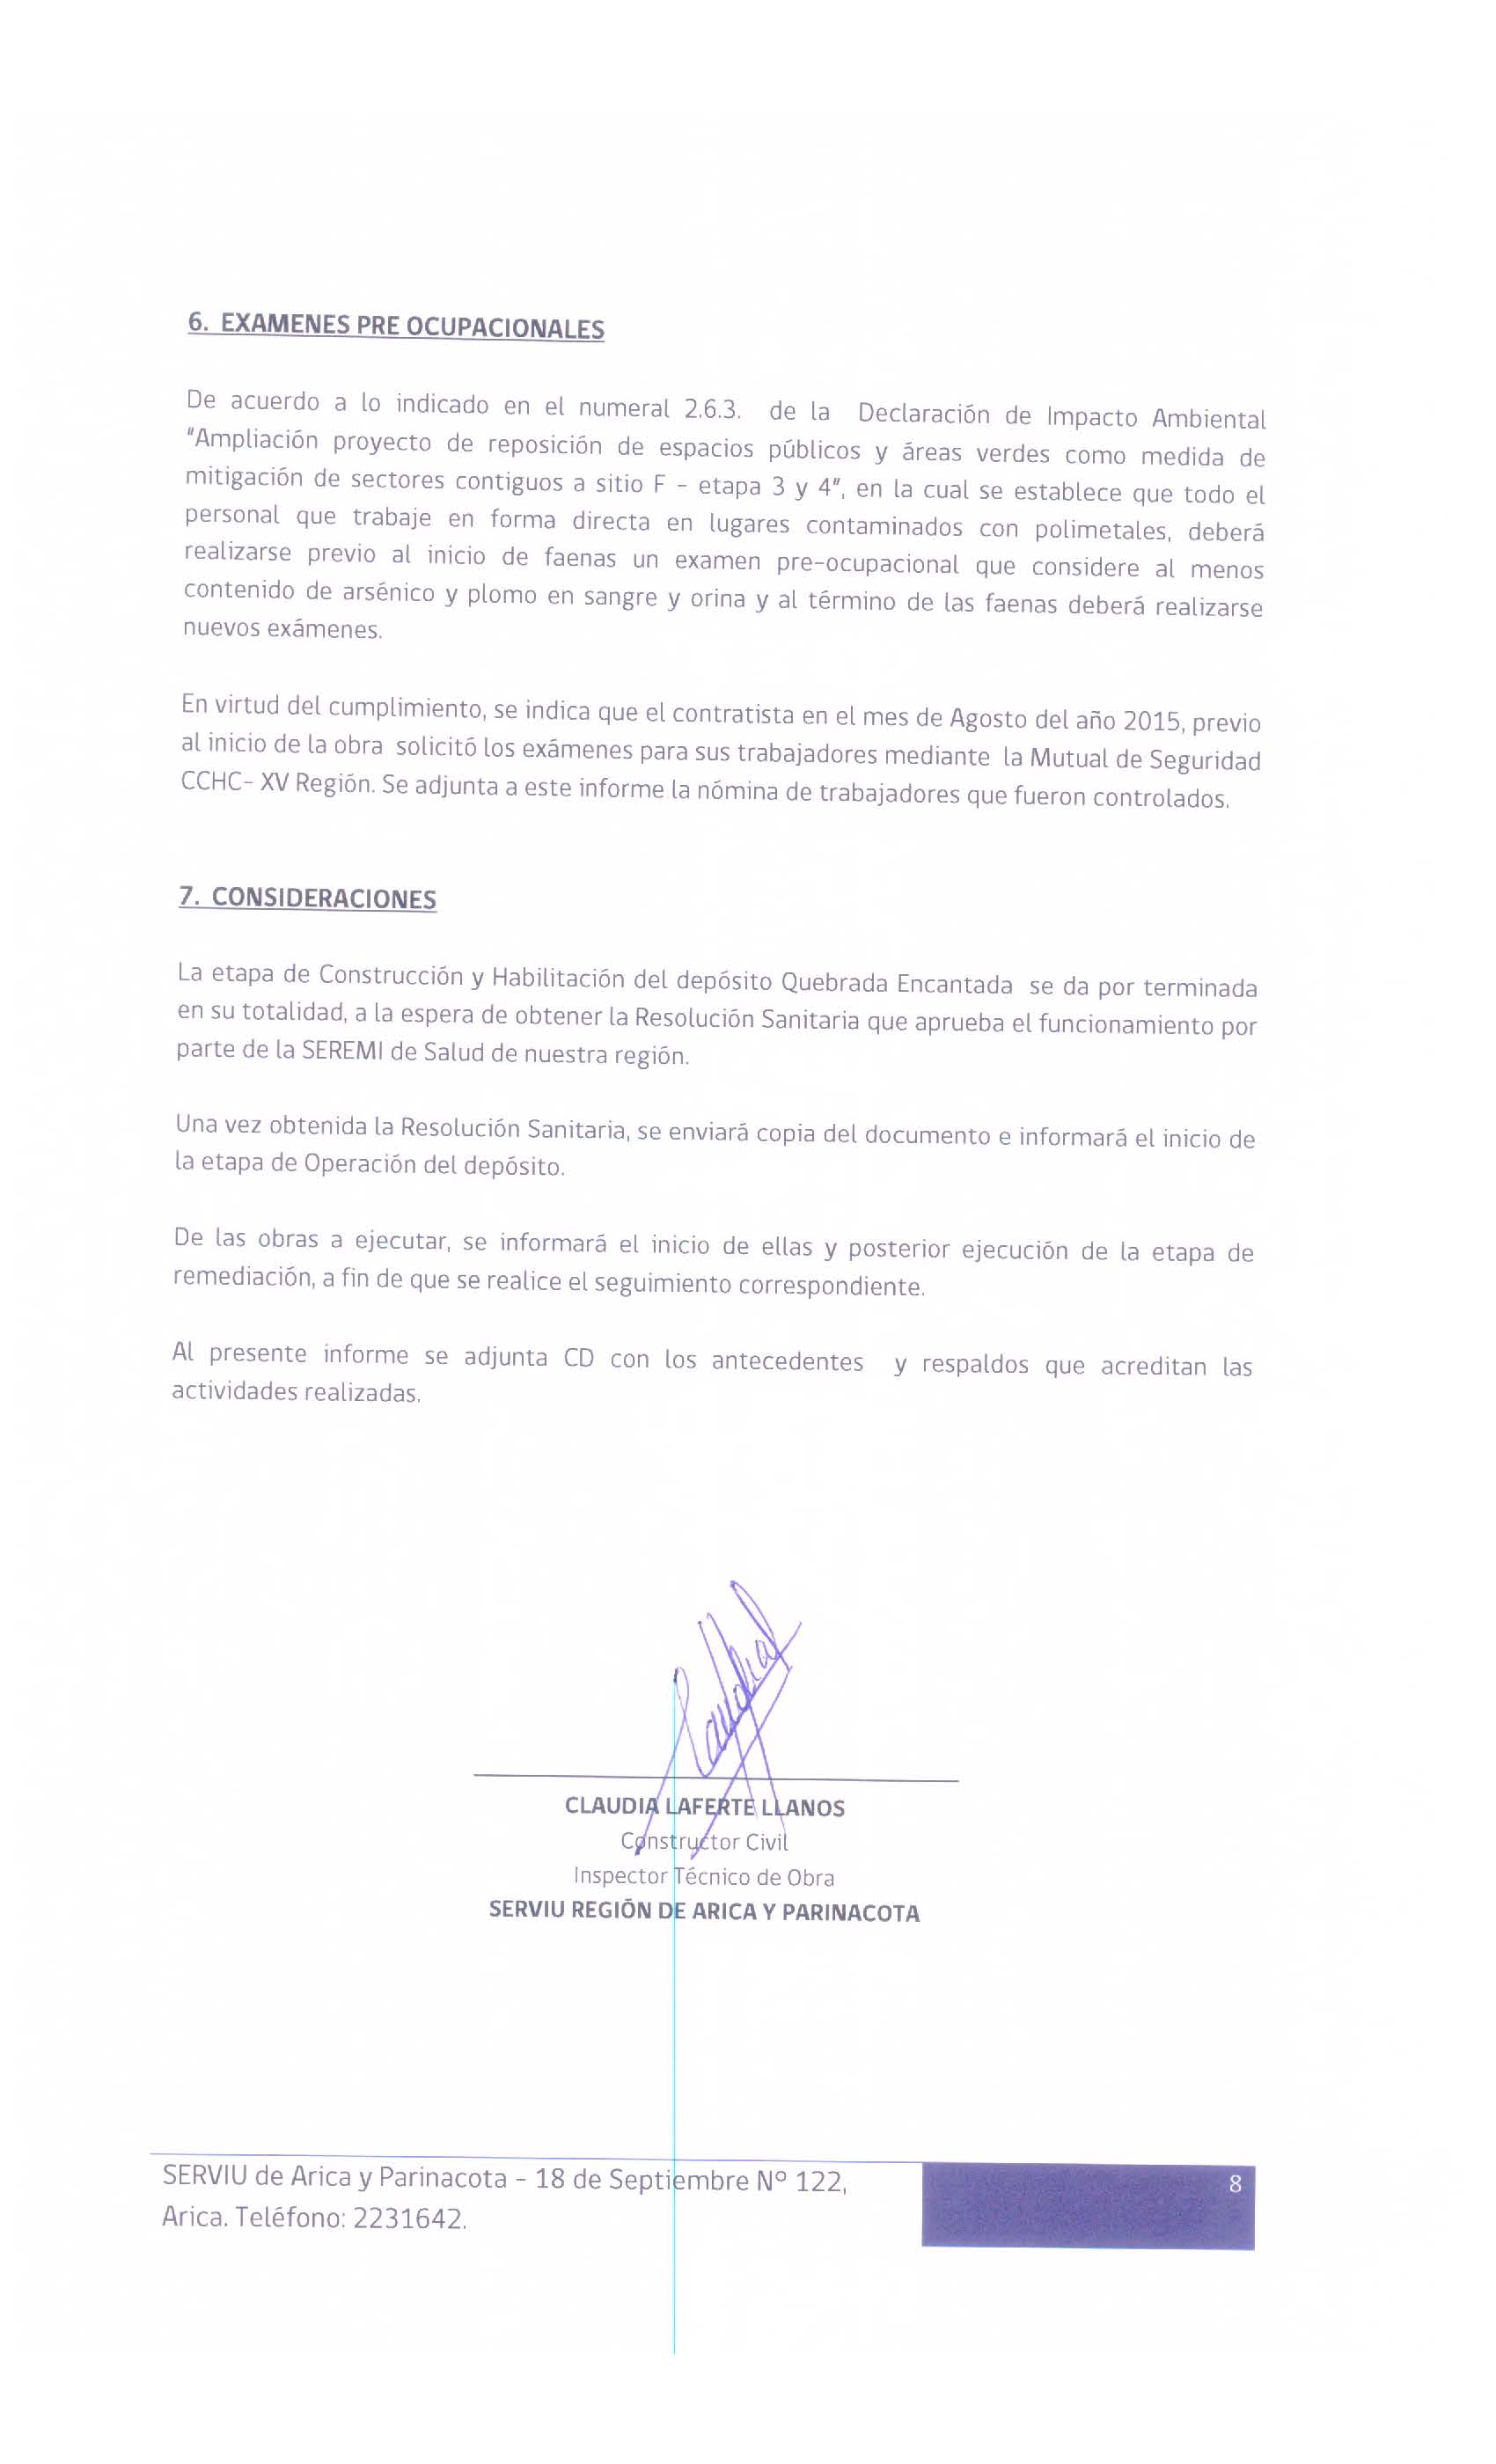 6. EXAMENES PRE OCUPACIONALES
De acuerdo a lo indicado en el numeral 2.6.3. de la Declaración de Impacto Ambiental
"Ampliación proyecto de reposición de espacios públicos y áreas verdes como medida de
mitigación de sectores contiguos a sitio F - etapa 3 y 4", en la cual se establece que todo el
personal que trabaje en forma directa en lugares contaminados con polimetales, deberá
realizarse previo al inicio de faenas un examen pre-ocupacional que considere al menos
contenido de arsénico y plomo en sangre y orina y al término de las faenas deberá realizarse
nuevos exámenes.
En virtud del cumplimiento, se indica que el contratista en el mes de Agosto del año 2015, previo
al inicio de la obra solicitó los exámenes para sus trabajadores mediante la Mutual de Seguridad
CCHC- XV Región. Se adjunta a este informe la nómina de trabajadores que fueron controlados.
7. CONSIDERACIONES
La etapa de Construcción y Habilitación del depósito Quebrada Encantada se da por terminada
en su totalidad, a la espera de obtener la Resolución Sanitaria que aprueba el funcionamiento por
parte de la SEREMI de Salud de nuestra región.
Una vez obtenida la Resolución Sanitaria, se enviará copia del documento e informará el inicio de
la etapa de Operación del depósito.
De las obras a ejecutar, se informará el inicio de ellas y posterior ejecución de la etapa de
remediación, a fin de que se realice el seguimiento correspondiente.
Al presente informe se adjunta CD con los antecedentes y respaldos que acreditan las
actividades realizadas.
CLAUDIA LAFERTE LLANOS
Constructor Civil
Inspector Técnico de Obra
SERVIU REGIÓN DE ARICA Y PARINACOTA
SERVIU de Arica y Parinacota - 18 de Septiembre Nº 122,
Arica. Teléfono: 2231642.
8